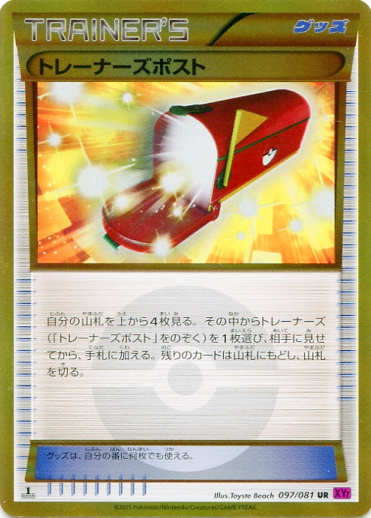 TRAINER'S
グッズ
トレーナーズポスト
自分の山札を上から4枚見る。その中からトレーナーズ
(「トレーナーズポスト」をのぞく)を1枚選び、相手に見せ
てから、手札に加える。残りのカードは山札にもどし、山札
を切る。
グッズは、自分の番に何枚でも使える。
1
Illus.Toyste Beach 097/081 UR XY7
©2015 Pokémon/Nintendo/Creatures/GAME FREAK.